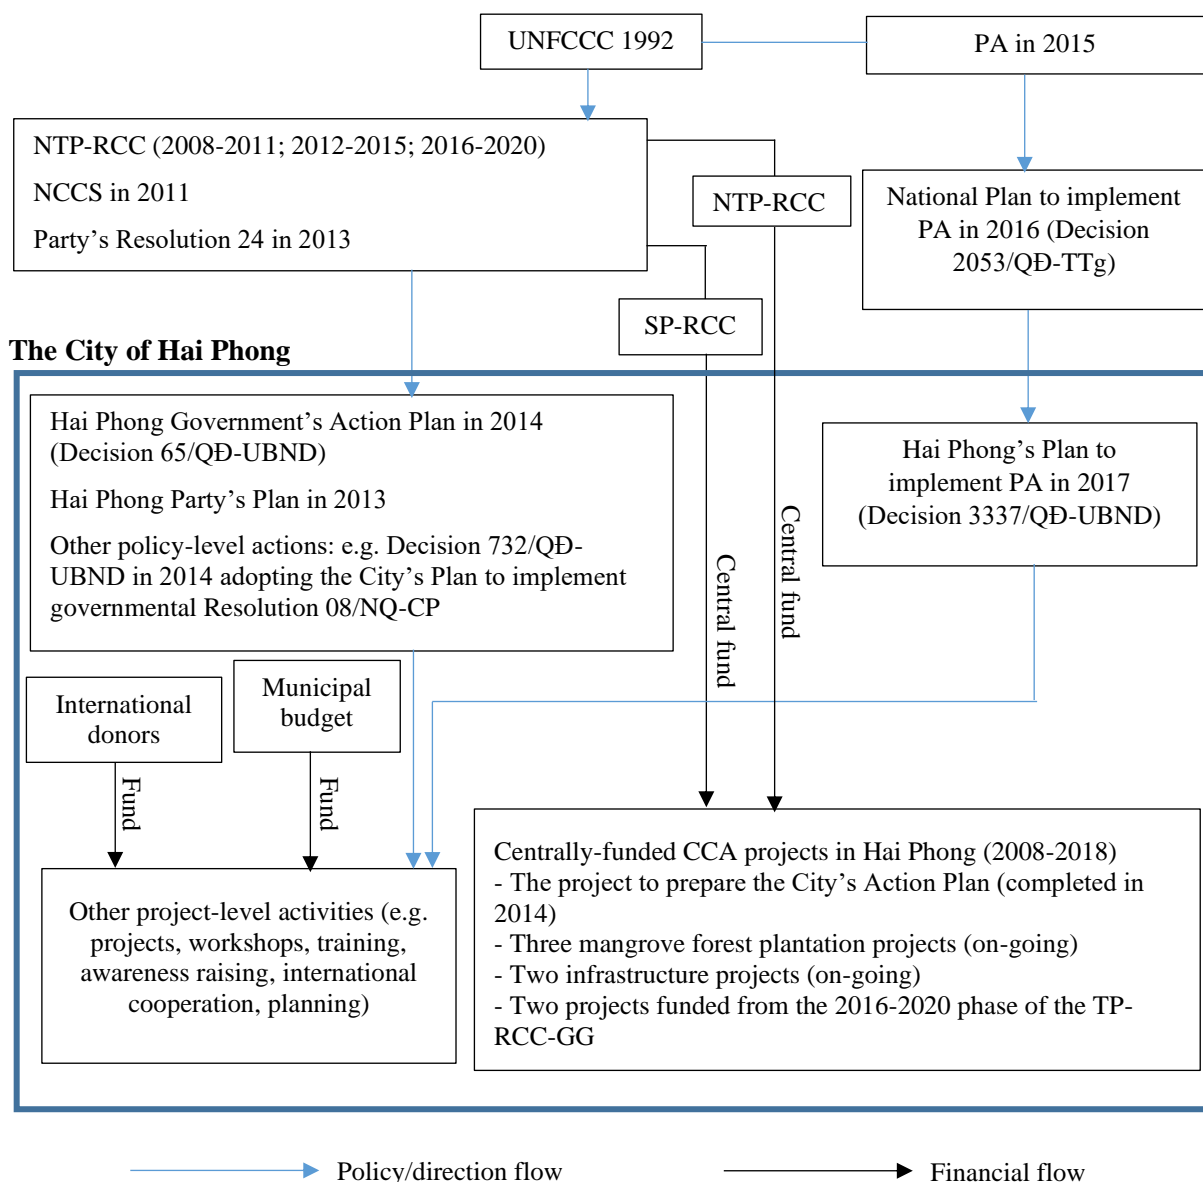 UNFCCC 1992
PA in 2015
NTP-RCC (2008-2011; 2012-2015; 2016-2020)
NCCS in 2011
Party’s Resolution 24 in 2013
NTP-RCC
National Plan to implement
PA in 2016 (Decision
2053/QĐ-TTg)
SP-RCC
The City of Hai Phong
Hai Phong Government’s Action Plan in 2014
(Decision 65/QĐ-UBND)
Hai Phong Party’s Plan in 2013
Other policy-level actions: e.g. Decision 732/QĐ-
UBND in 2014 adopting the City’s Plan to implement
governmental Resolution 08/NQ-CP
Hai Phong’s Plan to
implement PA in 2017
(Decision 3337/QĐ-UBND)
Central fund
Central fund
International
donors
Municipal
budget
Fund
Fund
Other project-level activities (e.g.
projects, workshops, training,
awareness raising, international
cooperation, planning)
Centrally-funded CCA projects in Hai Phong (2008-2018)
- The project to prepare the City’s Action Plan (completed in
2014)
- Three mangrove forest plantation projects (on-going)
- Two infrastructure projects (on-going)
- Two projects funded from the 2016-2020 phase of the TP-
RCC-GG
Policy/direction flow
Financial flow